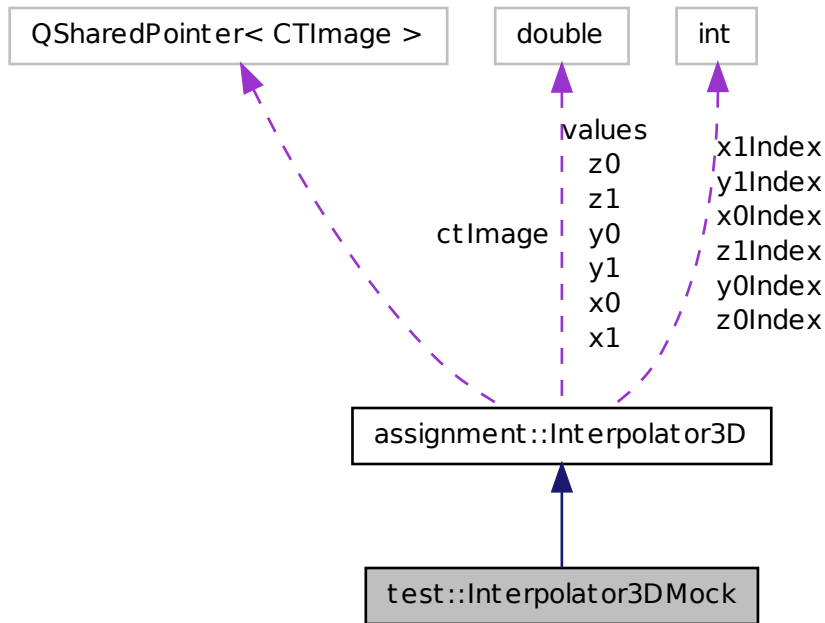 QSharedPointer< CTImage >
double
int
ctImage
values
z0
z1
y0
y1
x0
x1
x1Index
y1Index
x0Index
z1Index
y0Index
z0Index
assignment::Interpolator3D
test::Interpolator3DMock